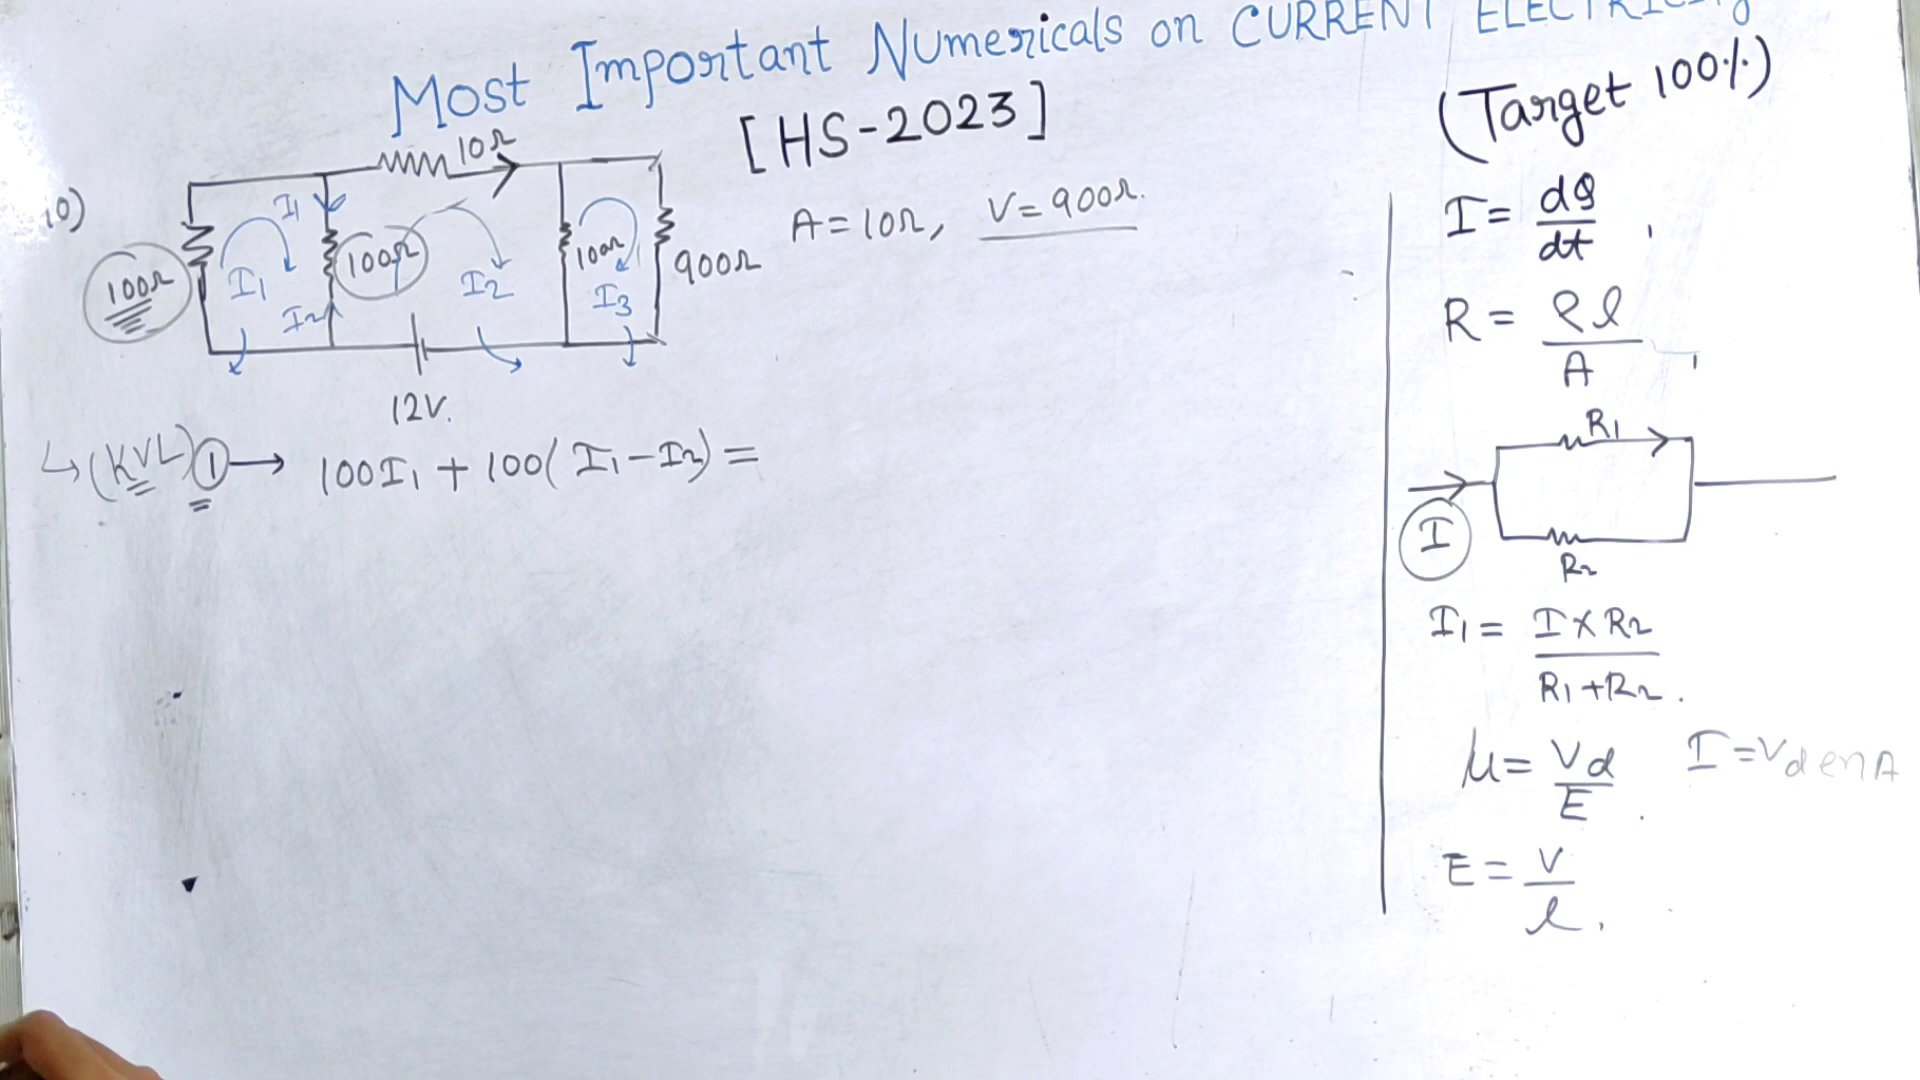 Most Important Numericals on CURRENT ELECTRICITY
[HS-2023]
(Target 100%)
10)
10Ω
A=10Ω, V=900Ω.
I1
100Ω
100Ω
100Ω
900Ω
I1
I2
I2
I3
12V.
↳(KVL)①→ 100I1+100(I1-I2)=
I= dQ/dt ,
R= ρl/A
R1
I
R2
I1= I×R2/R1+R2.
μ= Vd/E . I=VdenA
E= V/l.